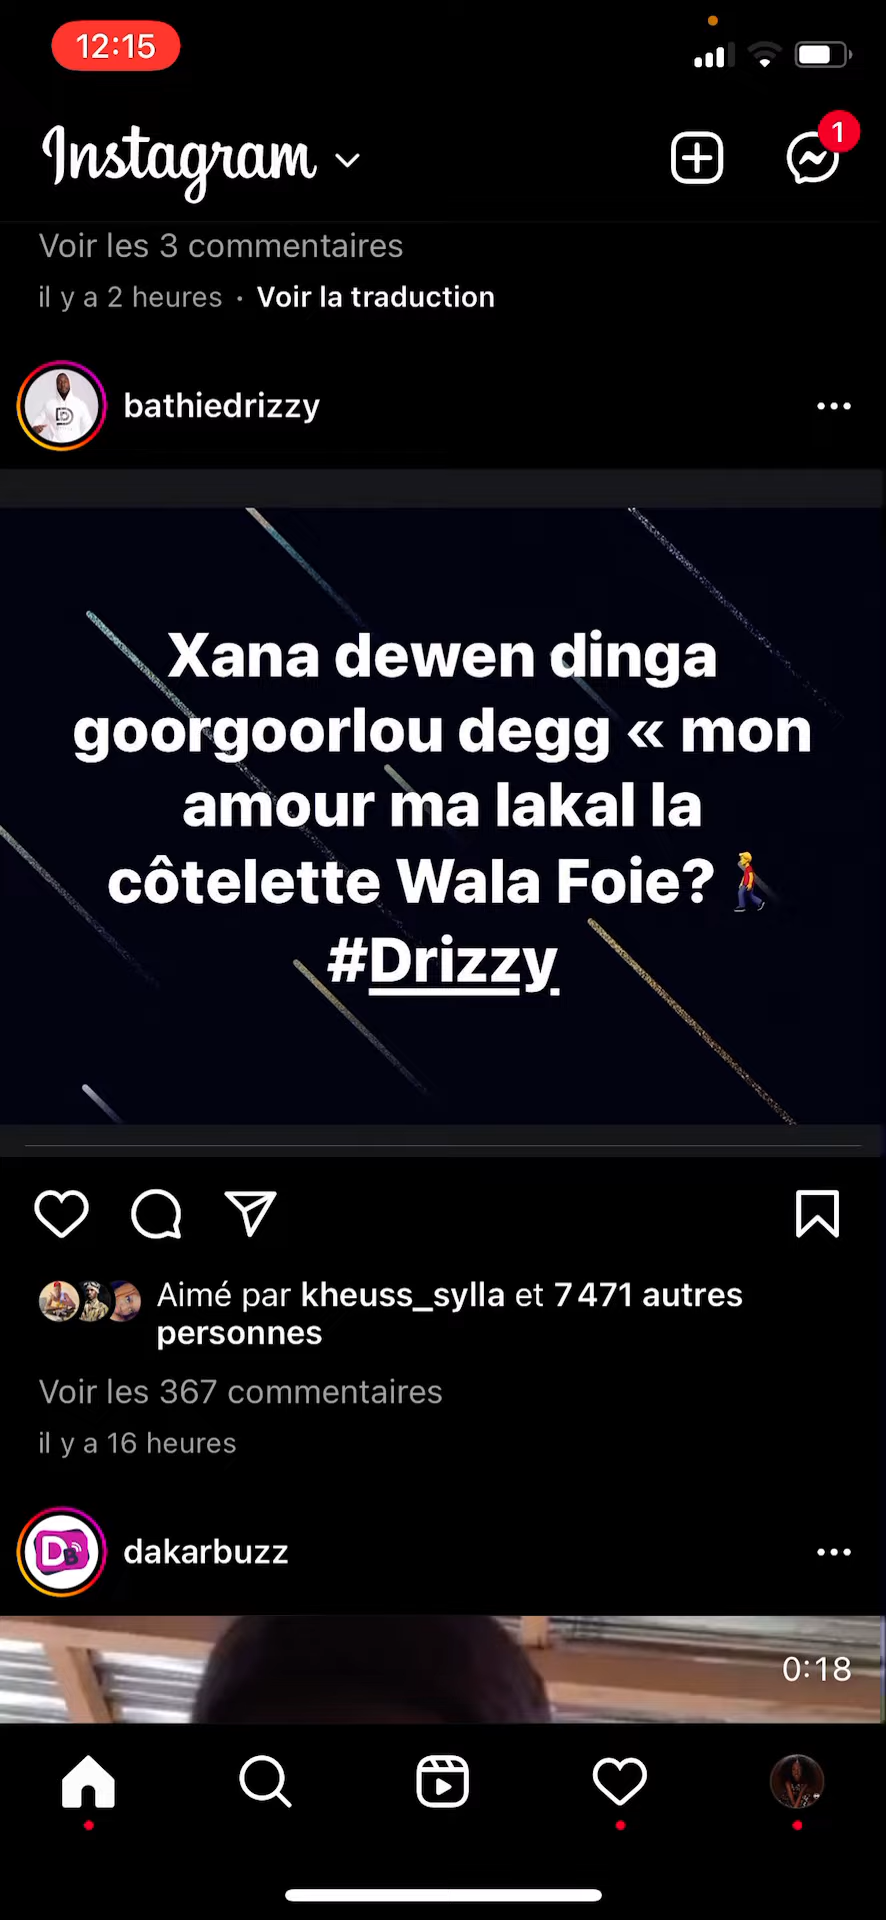 12:15
Instagram
1
Voir les 3 commentaires
il y a 2 heures · Voir la traduction
bathiedrizzy
Xana dewen dinga
goorgoorlou degg « mon
amour ma lakal la
côtelette Wala Foie? 🚶
#Drizzy
Aimé par kheuss_sylla et 7 471 autres
personnes
Voir les 367 commentaires
il y a 16 heures
DB
dakarbuzz
0:18